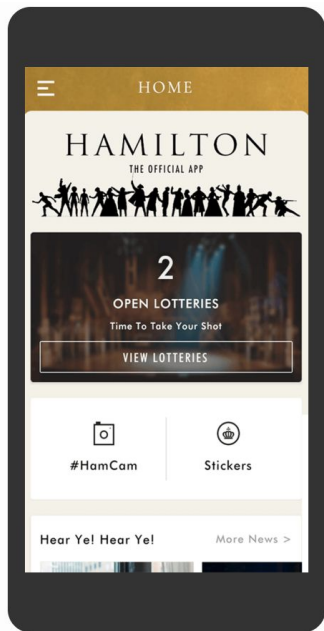 HOME
HAMILTON
THE OFFICIAL APP
2
OPEN LOTTERIES
Time To Take Your Shot
VIEW LOTTERIES
#HamCam
Stickers
Hear Ye! Hear Ye!
More News >